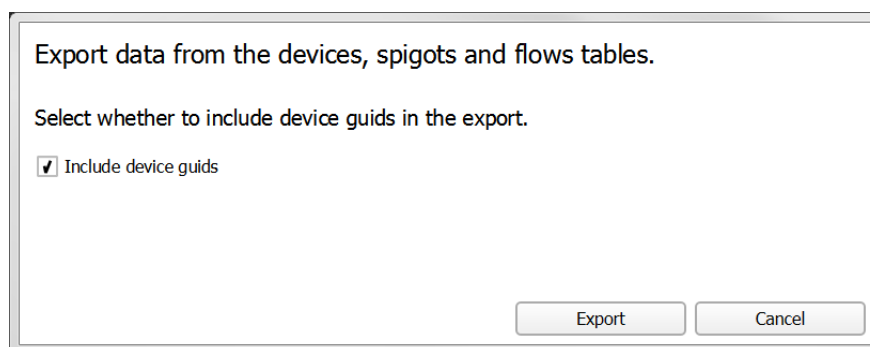 Export data from the devices, spigots and flows tables.
Select whether to include device guids in the export.
Include device guids
Export
Cancel